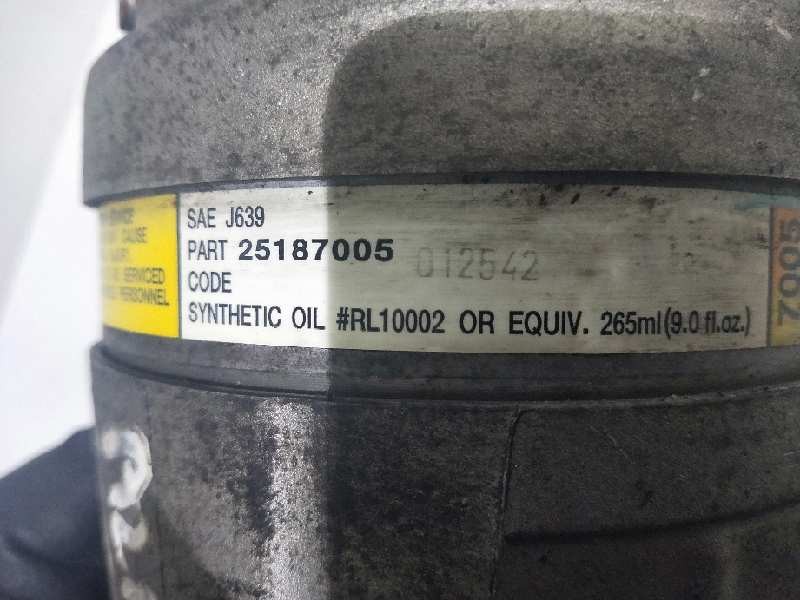 SAE J639
PART 25187005 012542
CODE
SYNTHETIC OIL #RL10002 OR EQUIV. 265ml(9.0 fl.oz.)
CAUSE
SERVICED
PERSONNEL
7005